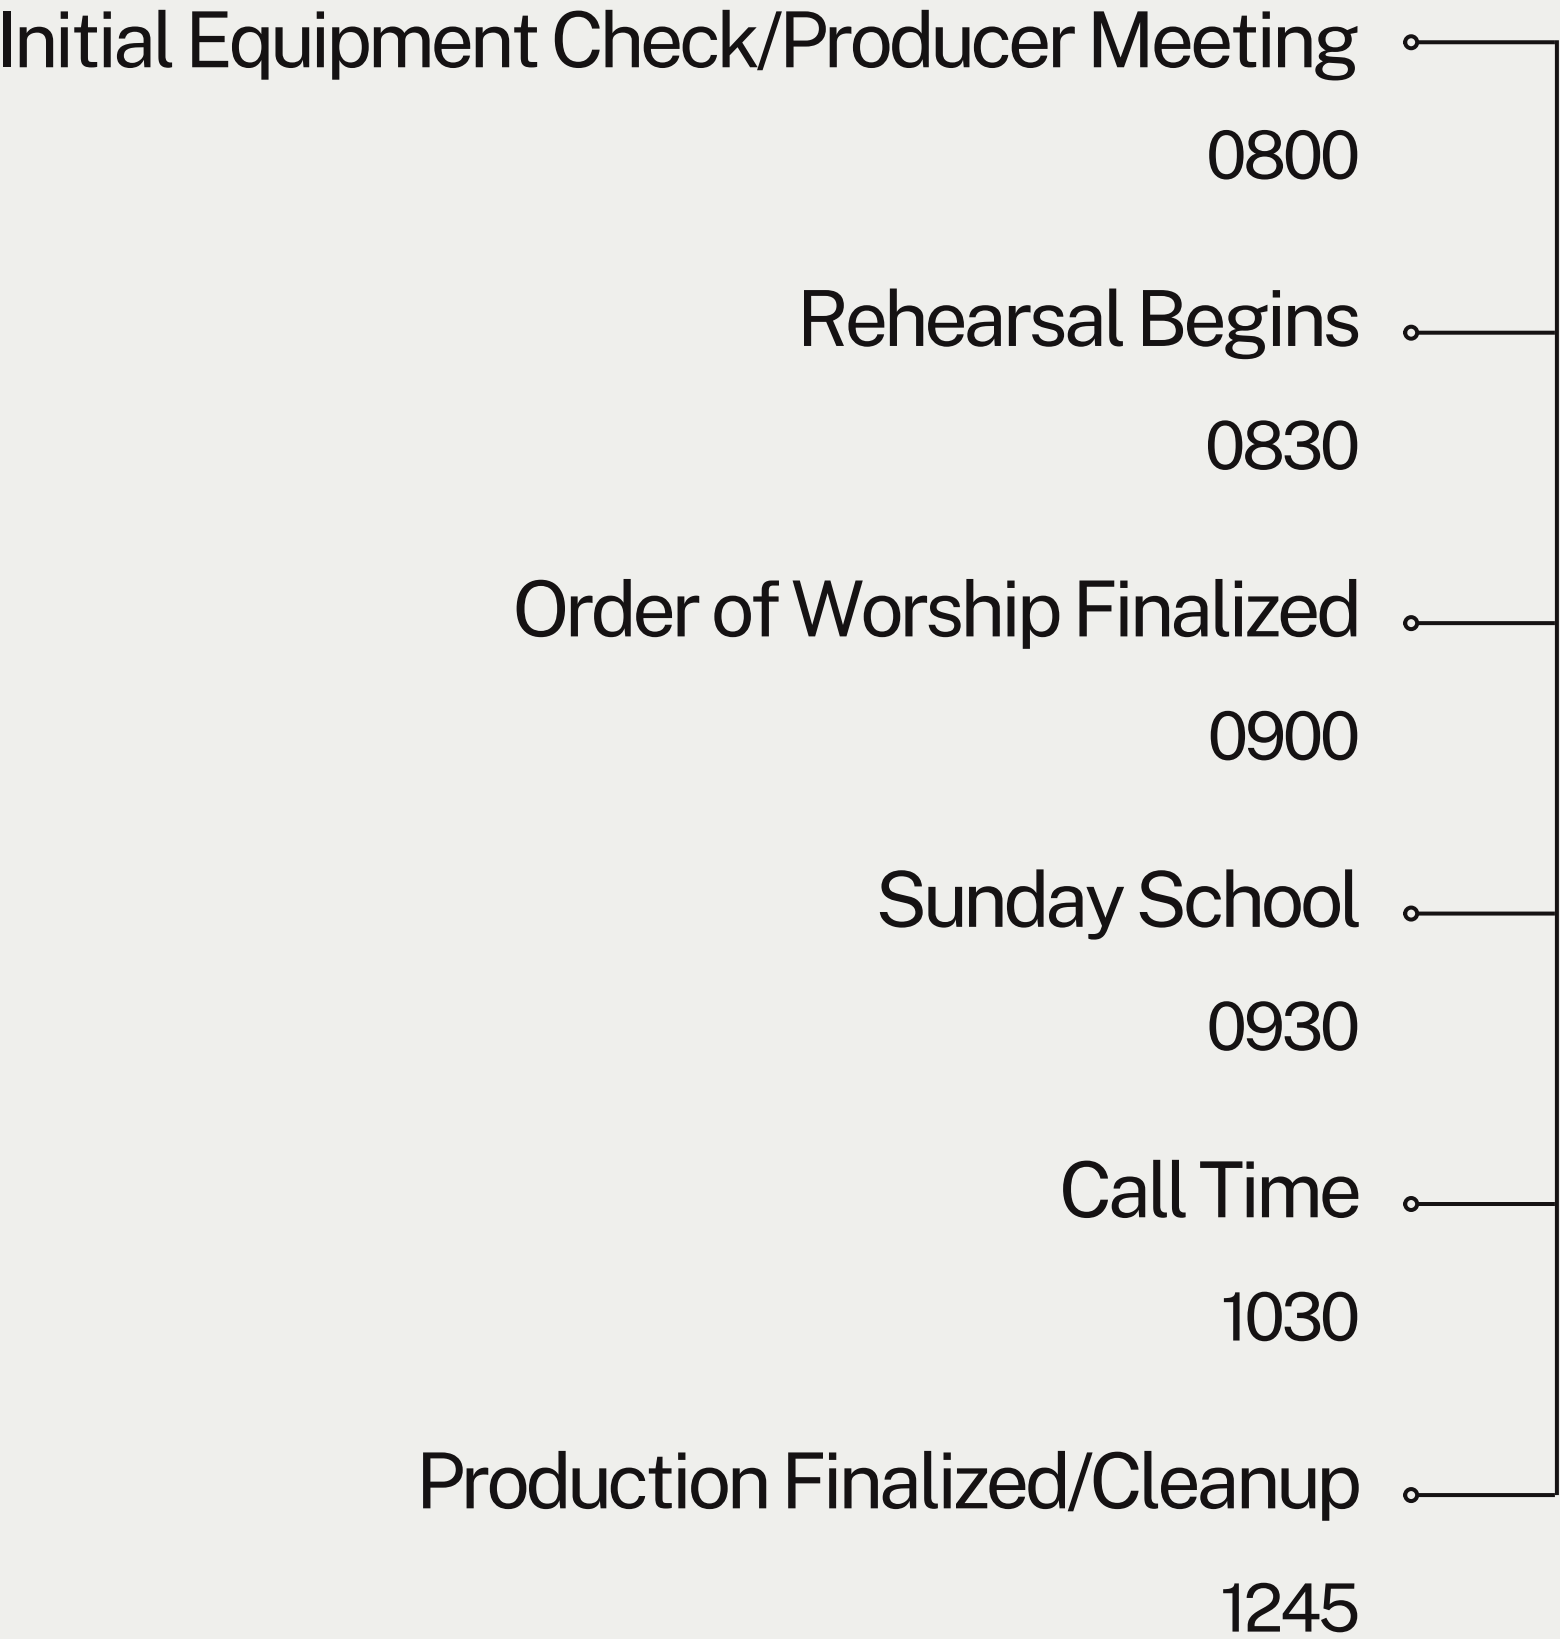 Initial Equipment Check/Producer Meeting
0800
Rehearsal Begins
0830
Order of Worship Finalized
0900
Sunday School
0930
Call Time
1030
Production Finalized/Cleanup
1245